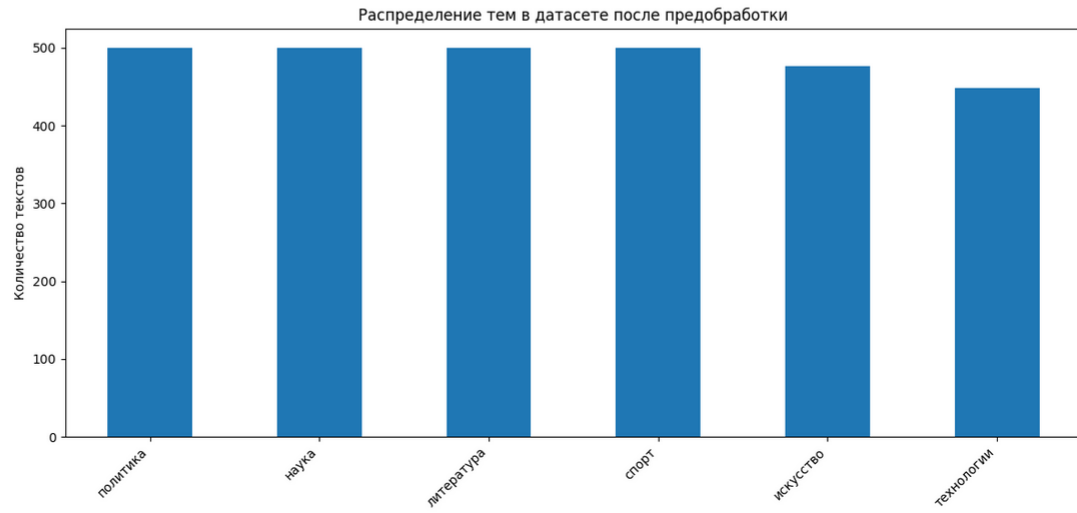 Распределение тем в датасете после предобработки
Количество текстов
500
400
300
200
100
0
политика
наука
литература
спорт
искусство
технологии